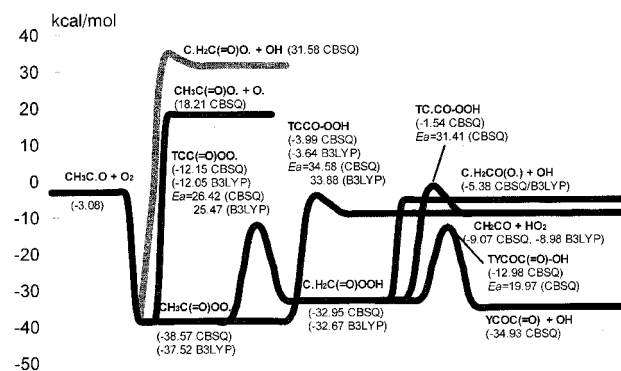 kcal/mol
40
30
20
10
0
-10
-20
-30
-40
-50
C.H2C(=O)O. + OH (31.58 CBSQ)
CH3C(=O)O. + O.
(18.21 CBSQ)
TCC(=O)OO.
(-12.15 CBSQ)
(-12.05 B3LYP)
Ea=26.42 (CBSQ)
25.47 (B3LYP)
CH3C.O + O2
(-3.08)
CH3C(=O)OO.
(-38.57 CBSQ)
(-37.52 B3LYP)
TCCO-OOH
(-3.99 CBSQ)
(-3.64 B3LYP)
Ea=34.58 (CBSQ)
33.88 (B3LYP)
C.H2C(=O)OOH
(-32.95 CBSQ)
(-32.67 B3LYP)
TC.CO-OOH
(-1.54 CBSQ)
Ea=31.41 (CBSQ)
C.H2CO(O.) + OH
(-5.38 CBSQ/B3LYP)
CH2CO + HO2
(-9.07 CBSQ. -8.98 B3LYP)
TYCOC(=O)-OH
(-12.98 CBSQ)
Ea=19.97 (CBSQ)
YCOC(=O) + OH
(-34.93 CBSQ)